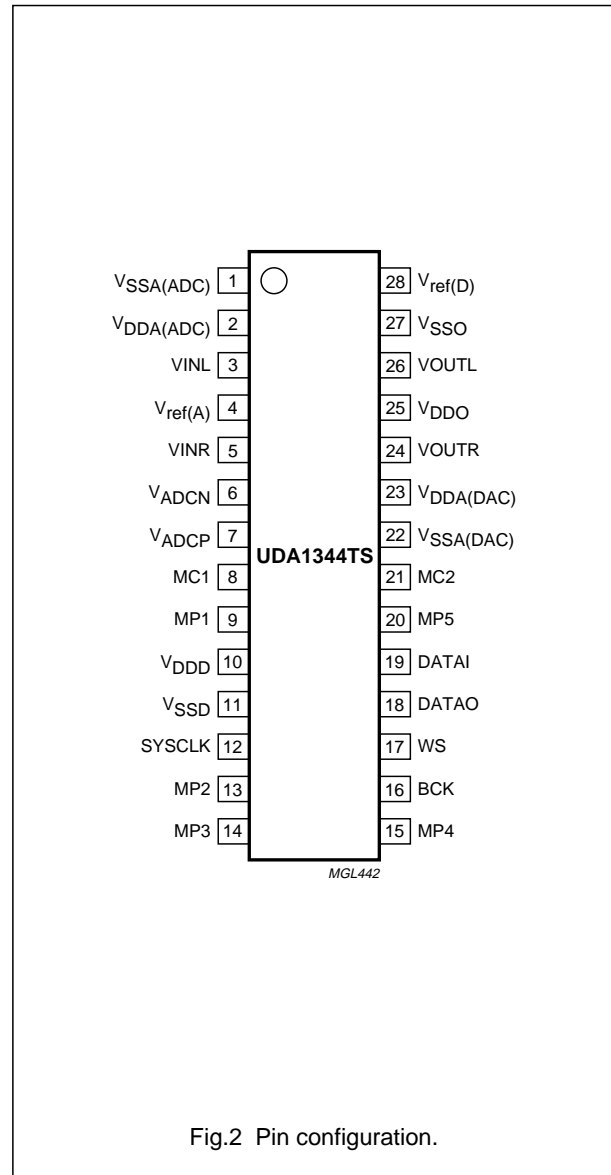 VSSA(ADC) 1 28 Vref(D)
VDDA(ADC) 2 27 VSSO
VINL 3 26 VOUTL
Vref(A) 4 25 VDDO
VINR 5 24 VOUTR
VADCN 6 23 VDDA(DAC)
VADCP 7 22 VSSA(DAC)
UDA1344TS
MC1 8 21 MC2
MP1 9 20 MP5
VDDD 10 19 DATAI
VSSD 11 18 DATAO
SYSCLK 12 17 WS
MP2 13 16 BCK
MP3 14 15 MP4
MGL442
Fig.2 Pin configuration.